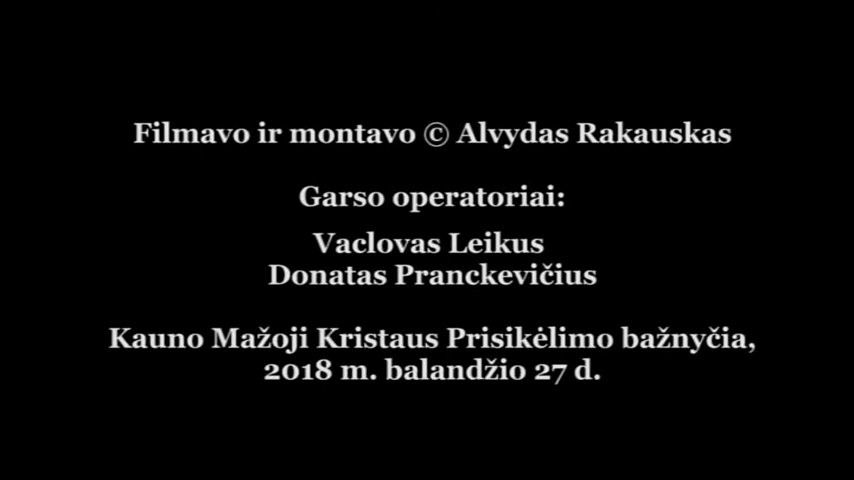 Filmavo ir montavo © Alvydas Rakauskas
Garso operatoriai:
Vaclovas Leikus
Donatas Pranckevičius
Kauno Mažoji Kristaus Prisikėlimo bažnyčia,
2018 m. balandžio 27 d.